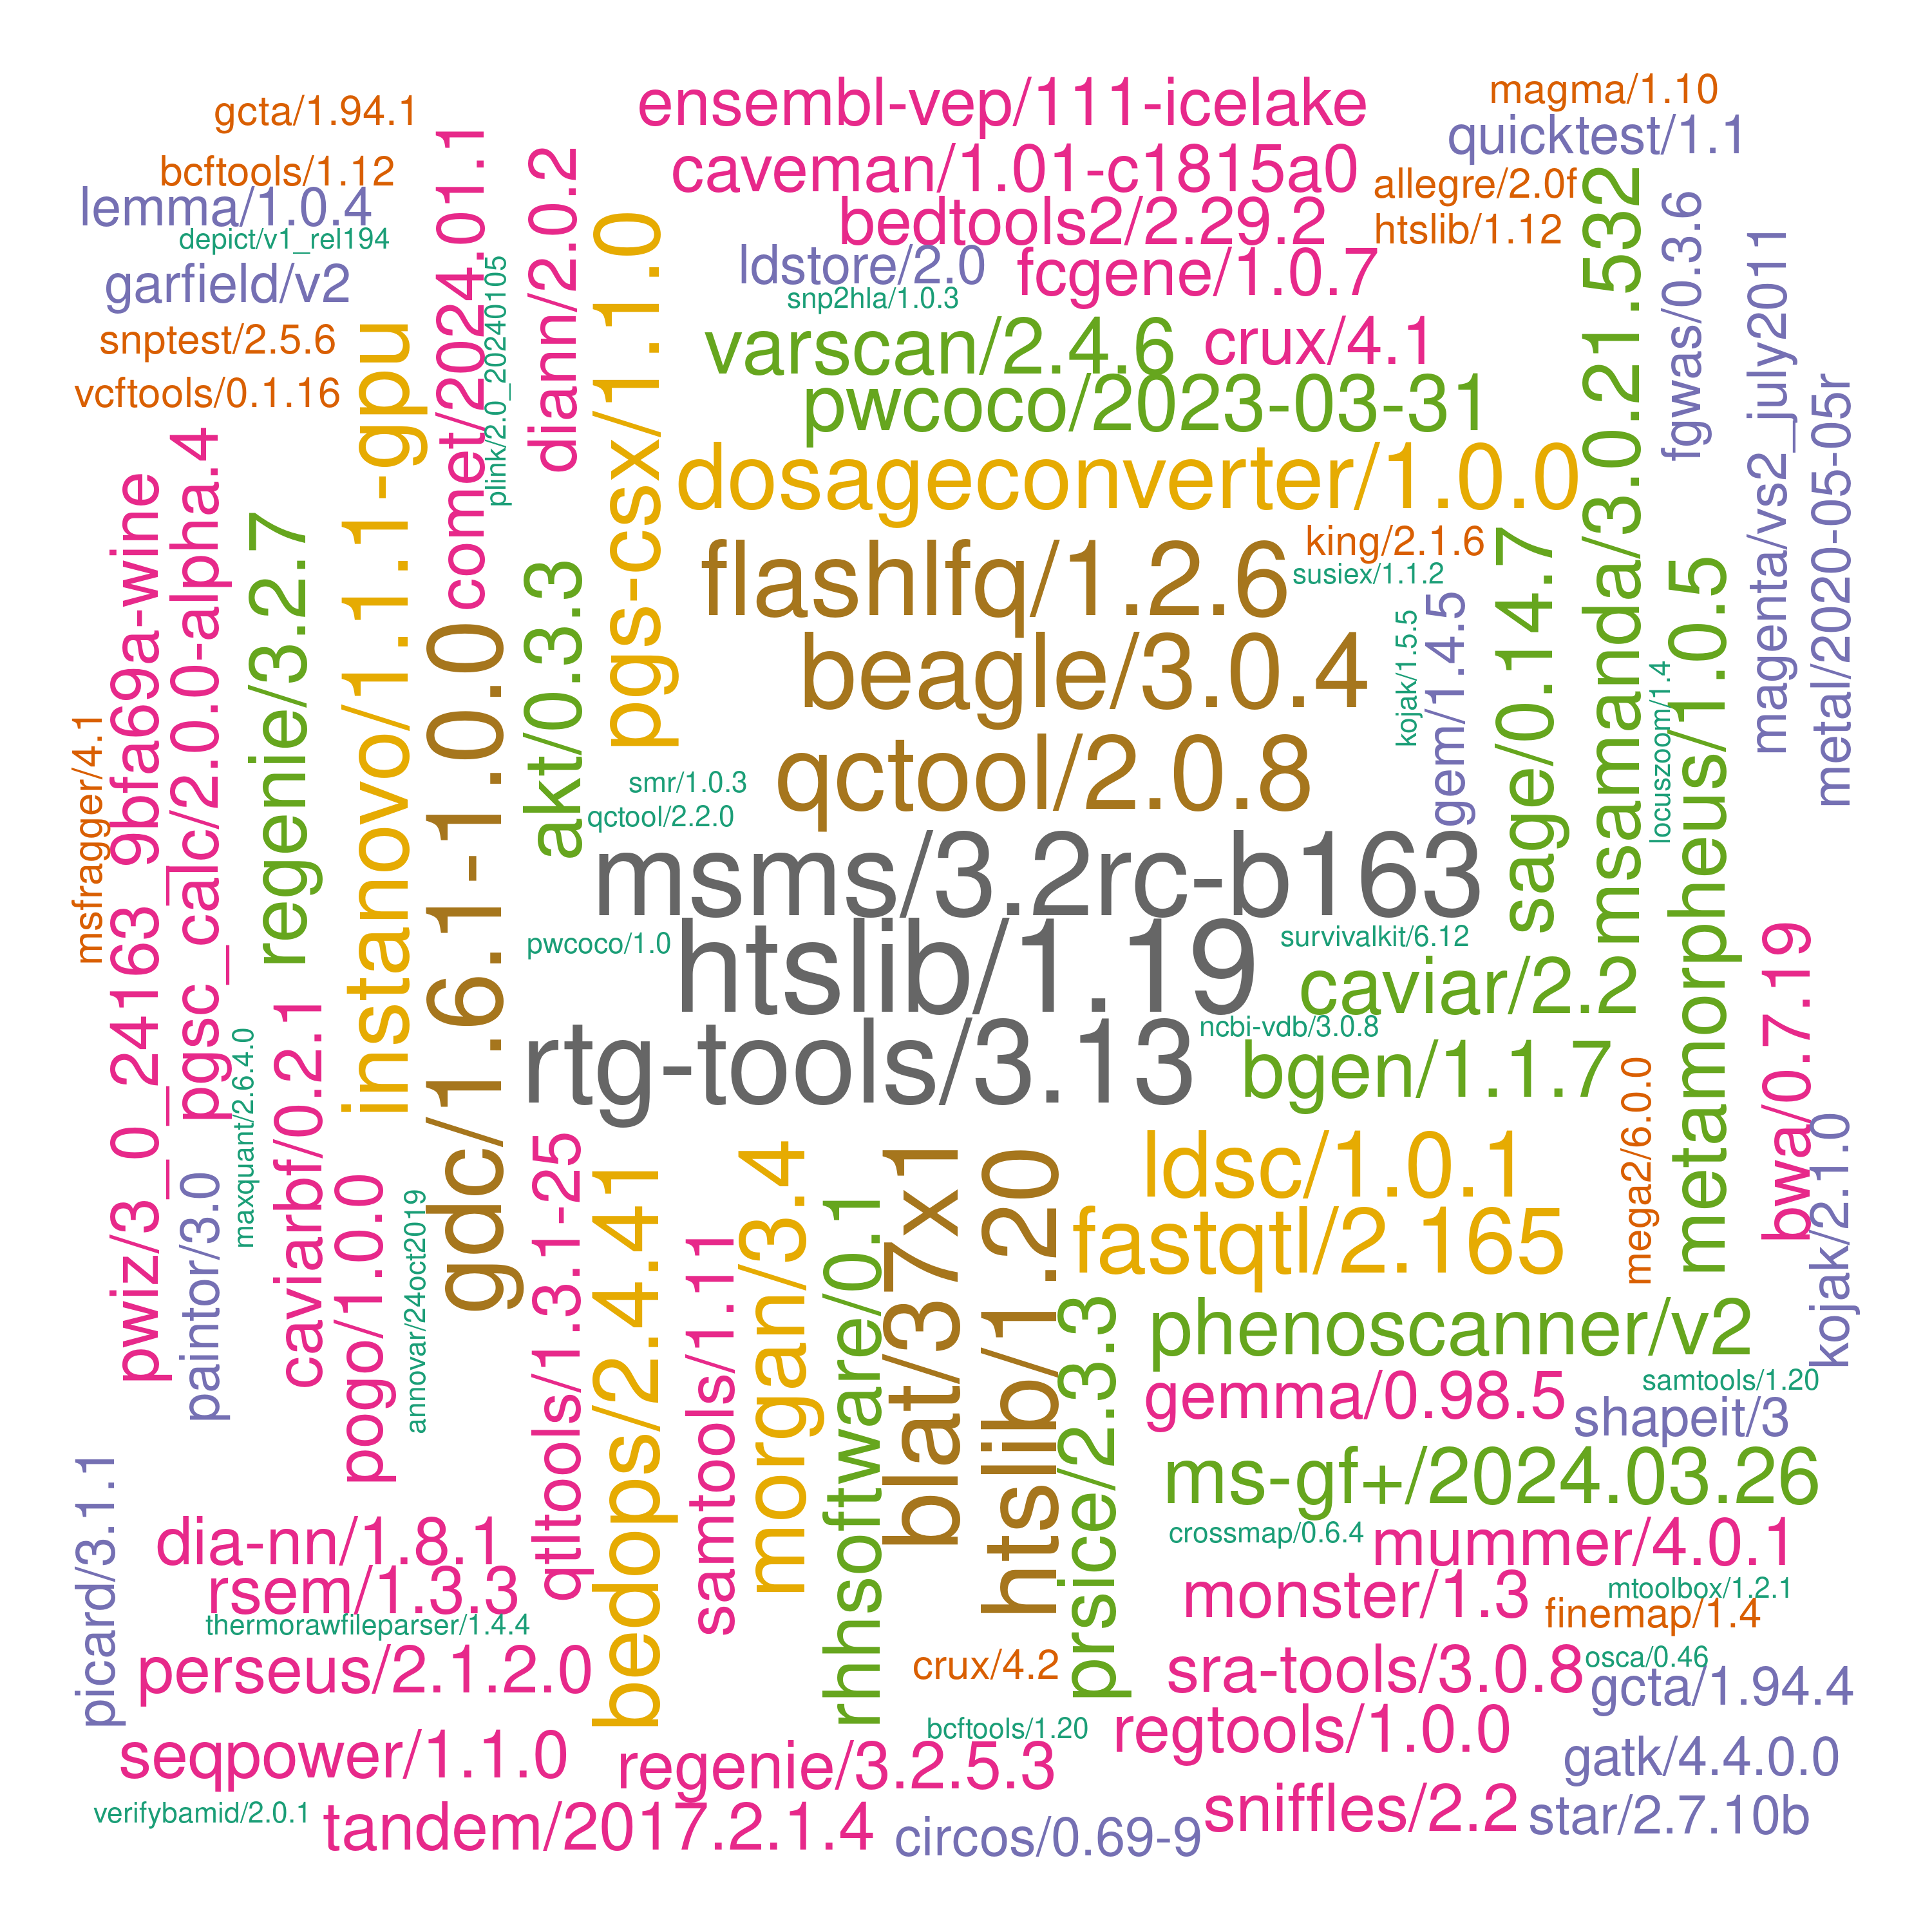 ensembl-vep/111-icelake
magma/1.10
gcta/1.94.1
quicktest/1.1
bcftools/1.12
caveman/1.01-c1815a0
allegre/2.0f
lemma/1.0.4
bedtools2/2.29.2
htslib/1.12
depict/v1_rel194
ldstore/2.0
fcgene/1.0.7
garfield/v2
snp2hla/1.0.3
snptest/2.5.6
varscan/2.4.6
crux/4.1
vcftools/0.1.16
pwcoco/2023-03-31
dosageconverter/1.0.0
king/2.1.6
flashlfq/1.2.6
susiex/1.1.2
beagle/3.0.4
qctool/2.0.8
smr/1.0.3
qctool/2.2.0
msms/3.2rc-b163
pwcoco/1.0
htslib/1.19
survivalkit/6.12
caviar/2.2
rtg-tools/3.13
ncbi-vdb/3.0.8
bgen/1.1.7
ldsc/1.0.1
fastqtl/2.165
phenoscanner/v2
gemma/0.98.5
samtools/1.20
shapeit/3
ms-gf+/2024.03.26
dia-nn/1.8.1
crossmap/0.6.4
mummer/4.0.1
rsem/1.3.3
monster/1.3
mtoolbox/1.2.1
finemap/1.4
thermorawfileparser/1.4.4
perseus/2.1.2.0
crux/4.2
sra-tools/3.0.8
osca/0.46
gcta/1.94.4
bcftools/1.20
regtools/1.0.0
seqpower/1.1.0
regenie/3.2.5.3
gatk/4.4.0.0
verifybamid/2.0.1
tandem/2017.2.1.4
circos/0.69-9
sniffles/2.2
star/2.7.10b
msfragger/4.1
picard/3.1.1
pwiz/3_0_24163_9bfa69a-wine
pgsc_calc/2.0.0-alpha.4
paintor/3.0
maxquant/2.6.4.0
regenie/3.2.7
caviarbf/0.2.1
pogo/1.0.0
instanovo/1.1.1-gpu
annovar/24oct2019
comet/2024.01.1
plink/2.0_20240105
gdc/1.6.1-1.0.0
diann/2.0.2
akt/0.3.3
qtltools/1.3.1-25
pgs-csx/1.1.0
bedops/2.4.41
samtools/1.11
morgan/3.4
rhhsoftware/0.1
blat/37x1
htslib/1.20
prsice/2.3.3
kojak/1.5.5
gem/1.4.5
sage/0.14.7
msamanda/3.0.21.532
mega2/6.0.0
locuszoom/1.4
fgwas/0.3.6
metamorpheus/1.0.5
magenta/vs2_july2011
bwa/0.7.19
metal/2020-05-05r
kojak/2.1.0